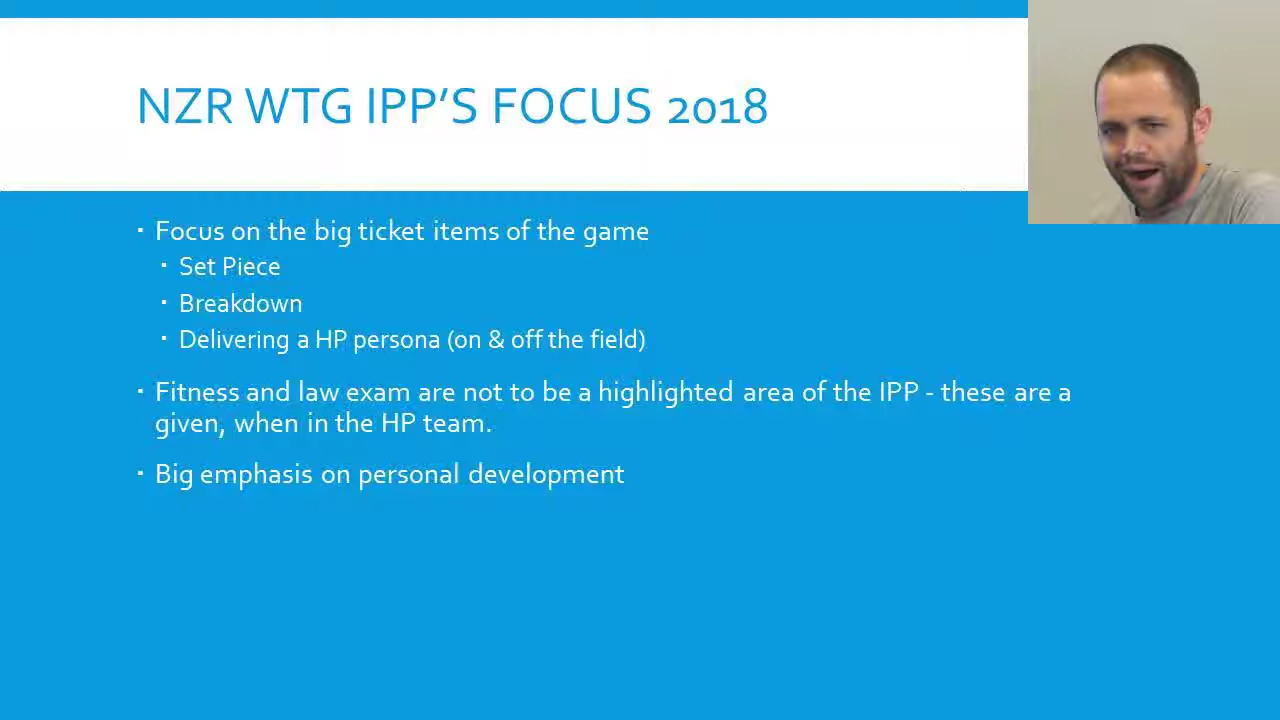 NZR WTG IPP'S FOCUS 2018
Focus on the big ticket items of the game
Set Piece
Breakdown
Delivering a HP persona (on & off the field)
Fitness and law exam are not to be a highlighted area of the IPP - these are a
given, when in the HP team.
Big emphasis on personal development